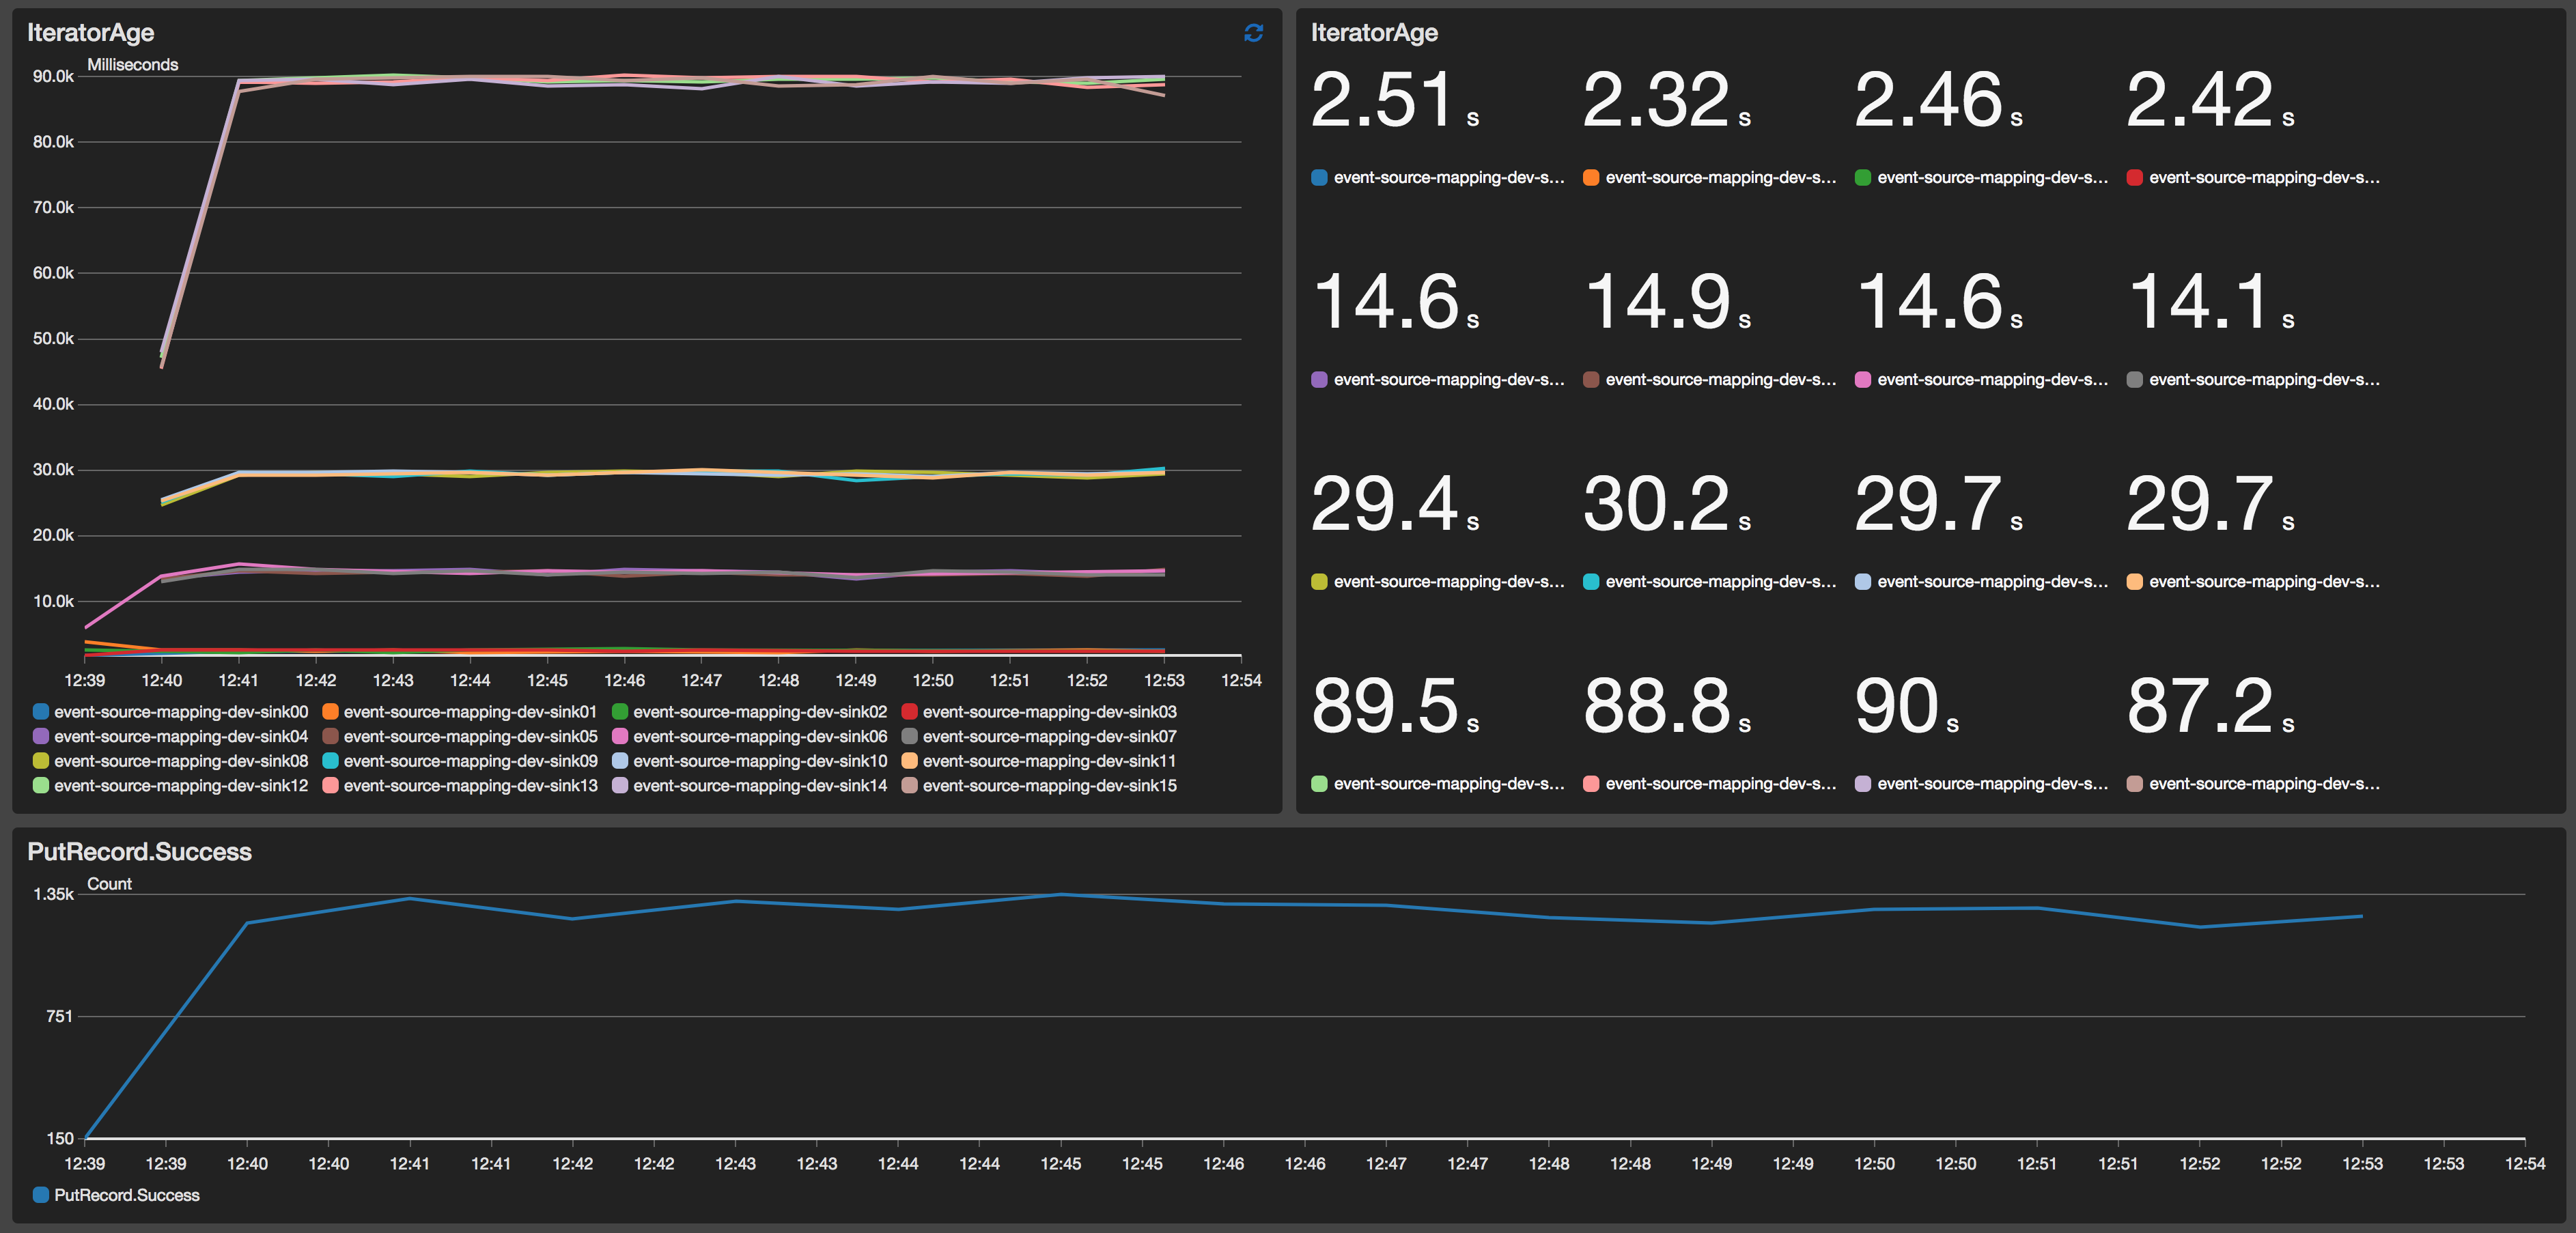 IteratorAge
Milliseconds
90.0k
80.0k
70.0k
60.0k
50.0k
40.0k
30.0k
20.0k
10.0k
12:39 12:40 12:41 12:42 12:43 12:44 12:45 12:46 12:47 12:48 12:49 12:50 12:51 12:52 12:53 12:54
event-source-mapping-dev-sink00 event-source-mapping-dev-sink01 event-source-mapping-dev-sink02 event-source-mapping-dev-sink03
event-source-mapping-dev-sink04 event-source-mapping-dev-sink05 event-source-mapping-dev-sink06 event-source-mapping-dev-sink07
event-source-mapping-dev-sink08 event-source-mapping-dev-sink09 event-source-mapping-dev-sink10 event-source-mapping-dev-sink11
event-source-mapping-dev-sink12 event-source-mapping-dev-sink13 event-source-mapping-dev-sink14 event-source-mapping-dev-sink15
IteratorAge
2.51 s 2.32 s 2.46 s 2.42 s
event-source-mapping-dev-s... event-source-mapping-dev-s... event-source-mapping-dev-s... event-source-mapping-dev-s...
14.6 s 14.9 s 14.6 s 14.1 s
event-source-mapping-dev-s... event-source-mapping-dev-s... event-source-mapping-dev-s... event-source-mapping-dev-s...
29.4 s 30.2 s 29.7 s 29.7 s
event-source-mapping-dev-s... event-source-mapping-dev-s... event-source-mapping-dev-s... event-source-mapping-dev-s...
89.5 s 88.8 s 90 s 87.2 s
event-source-mapping-dev-s... event-source-mapping-dev-s... event-source-mapping-dev-s... event-source-mapping-dev-s...
PutRecord.Success
Count
1.35k
751
150
12:39 12:39 12:40 12:40 12:41 12:41 12:42 12:42 12:43 12:43 12:44 12:44 12:45 12:45 12:46 12:46 12:47 12:47 12:48 12:48 12:49 12:49 12:50 12:50 12:51 12:51 12:52 12:52 12:53 12:53 12:54
PutRecord.Success